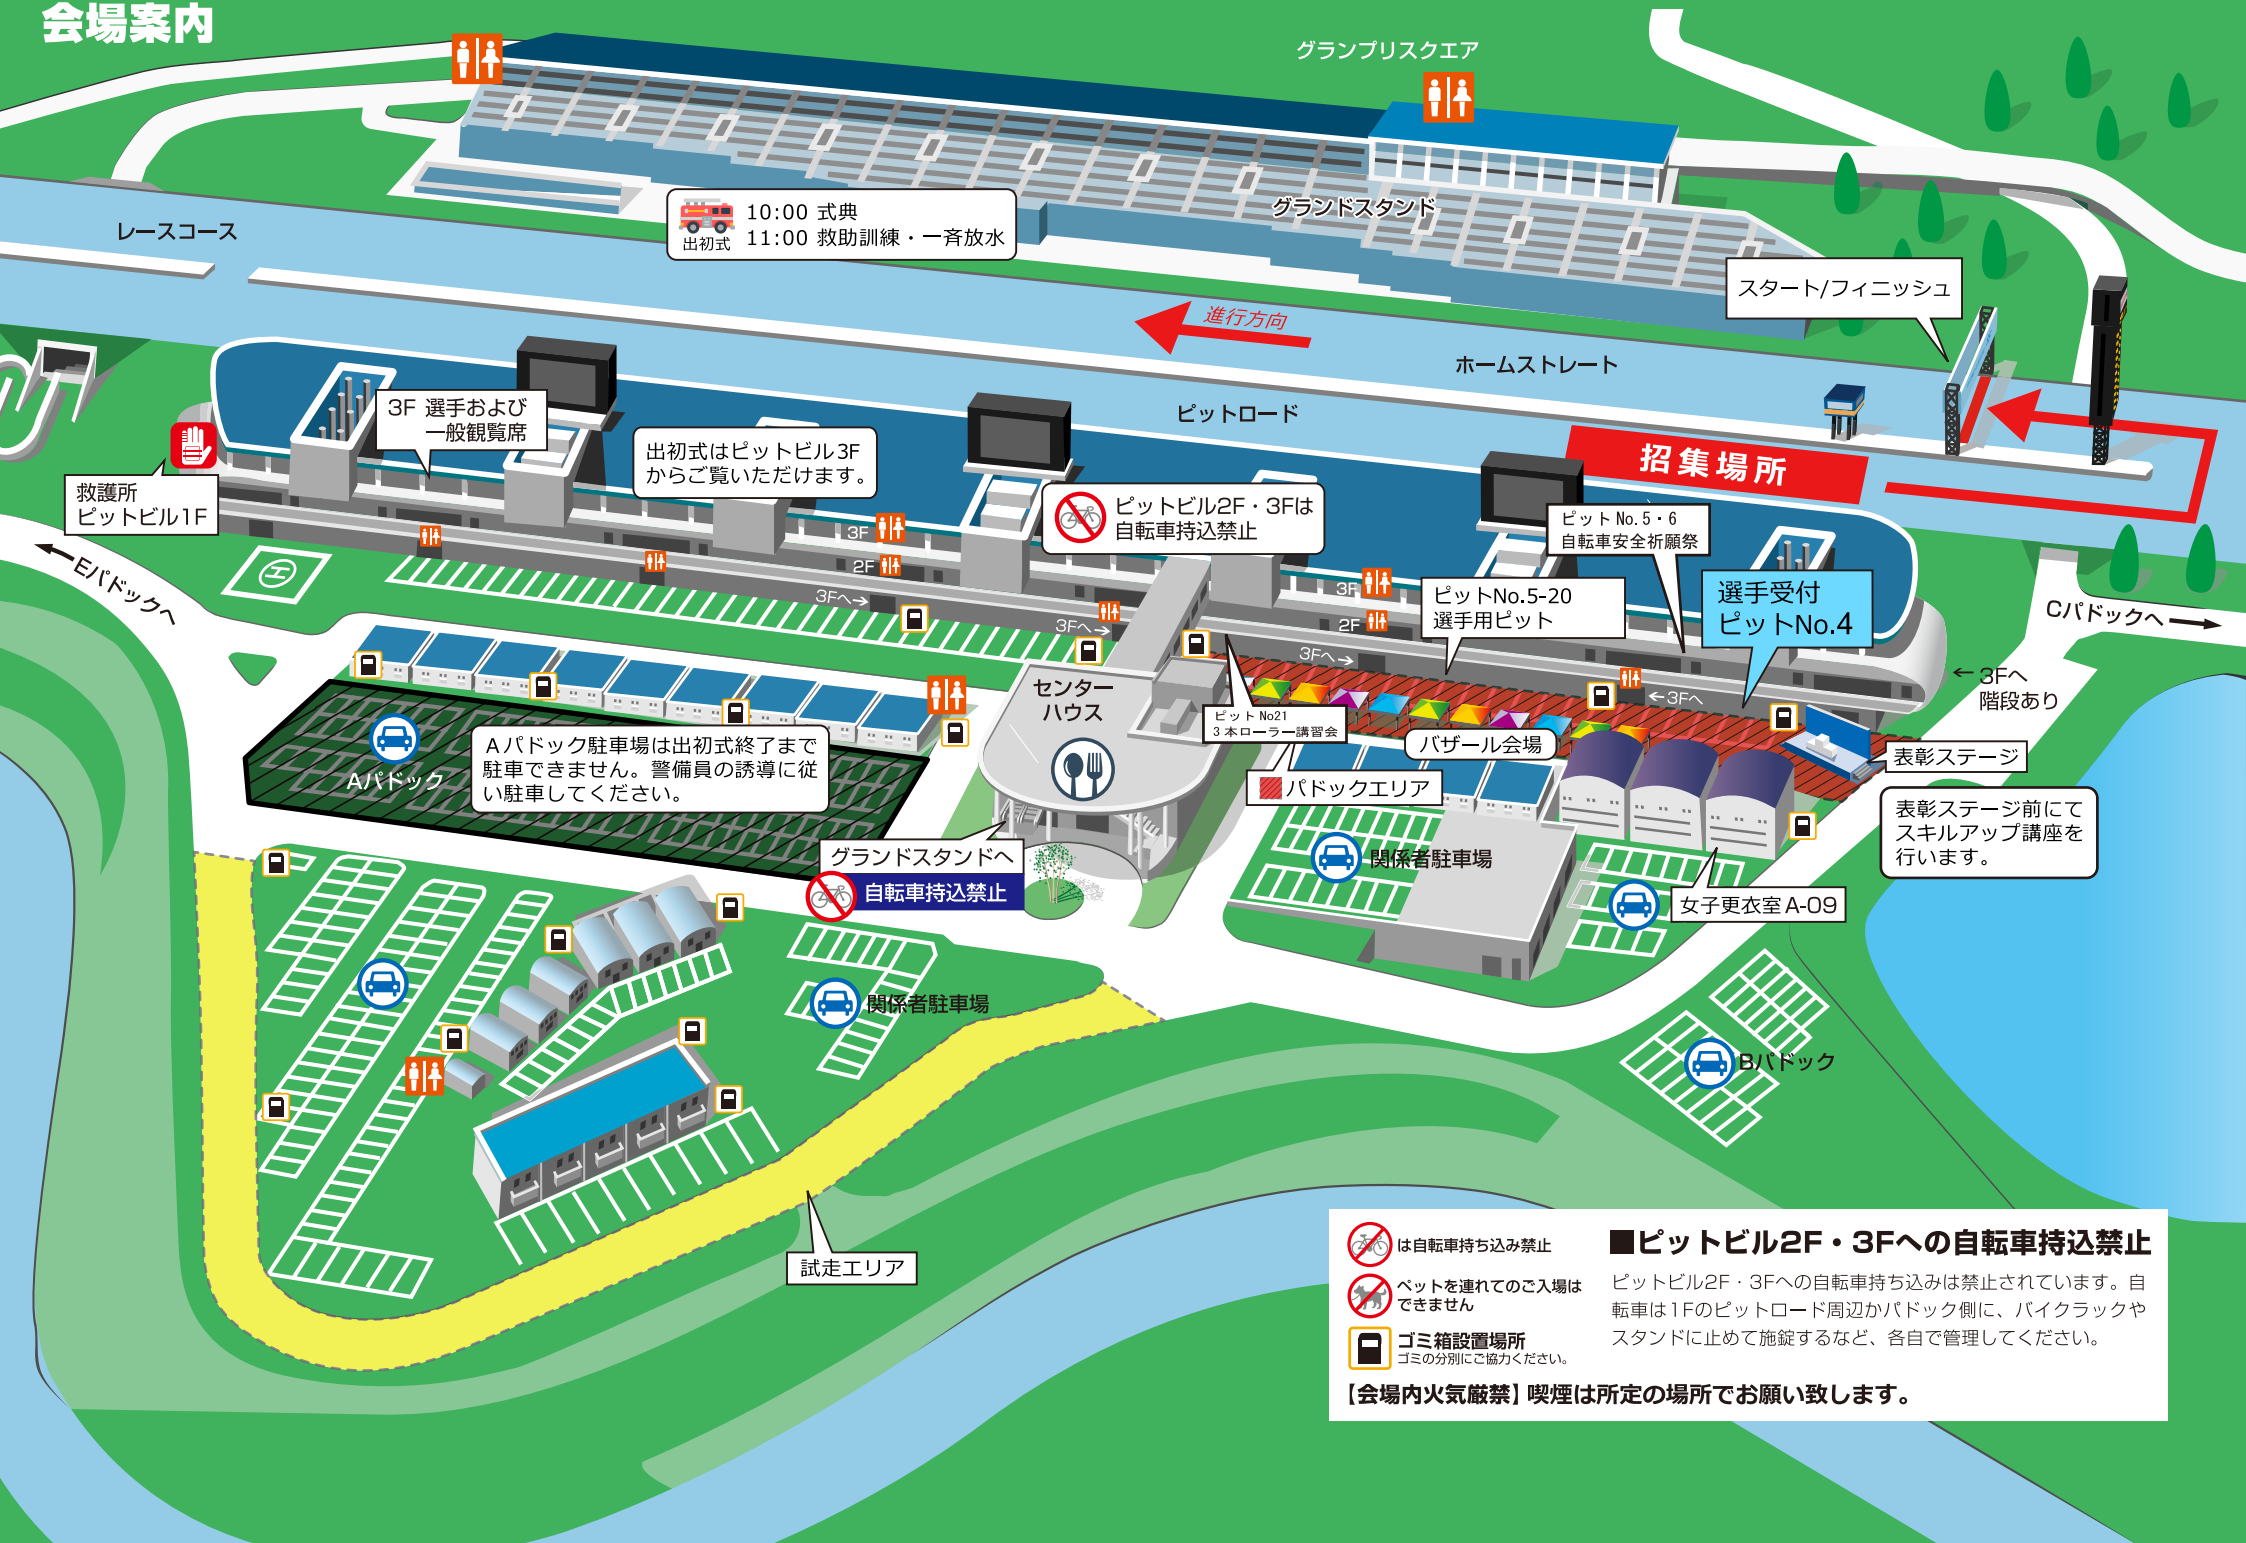 会場案内
グランプリスクエア
10:00 式典
11:00 救助訓練・一斉放水
出初式
グランドスタンド
レースコース
スタート/フィニッシュ
進行方向
ホームストレート
ピットロード
招集場所
3F 選手および
一般観覧席
出初式はピットビル3F
からご覧いただけます。
救護所
ピットビル1F
ピットビル2F・3Fは
自転車持込禁止
ピット No.5・6
自転車安全祈願祭
3F
2F
3Fへ→
3Fへ→
3F
2F
3Fへ→
←3Fへ
ピットNo.5-20
選手用ピット
選手受付
ピットNo.4
Eパドックへ
Cパドックへ
←3Fへ
階段あり
センター
ハウス
ピット No21
3本ローラー講習会
バザール会場
表彰ステージ
Aパドック
Aパドック駐車場は出初式終了まで
駐車できません。警備員の誘導に従
い駐車してください。
パドックエリア
表彰ステージ前にて
スキルアップ講座を
行います。
グランドスタンドへ
自転車持込禁止
関係者駐車場
女子更衣室A-09
関係者駐車場
Bパドック
試走エリア
は自転車持ち込み禁止
ペットを連れてのご入場は
できません
ゴミ箱設置場所
ゴミの分別にご協力ください。
■ピットビル2F・3Fへの自転車持込禁止
ピットビル2F・3Fへの自転車持ち込みは禁止されています。自
転車は1Fのピットロード周辺かパドック側に、バイクラックや
スタンドに止めて施錠するなど、各自で管理してください。
【会場内火気厳禁】喫煙は所定の場所でお願い致します。